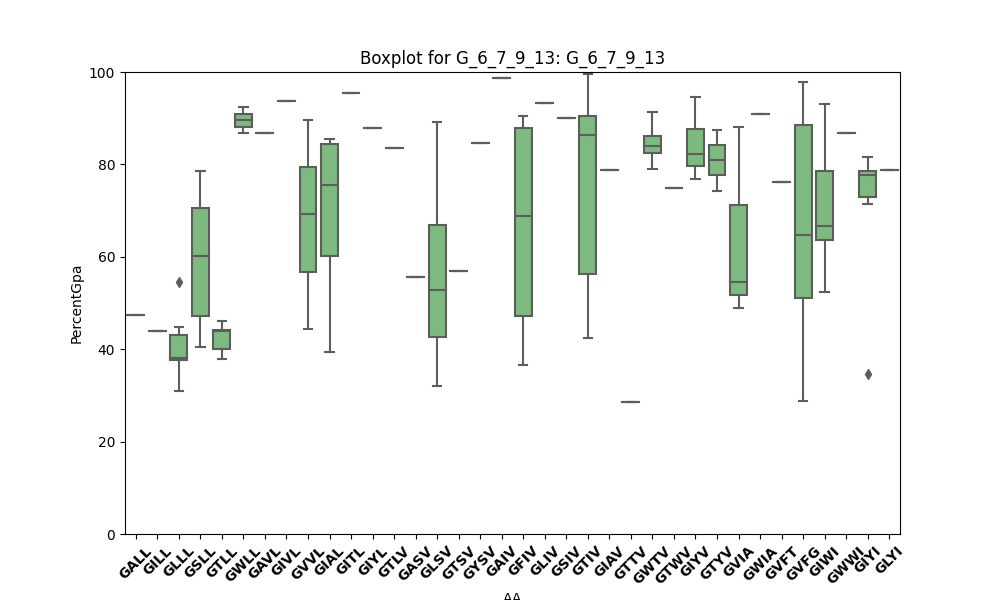 Boxplot for G_6_7_9_13: G_6_7_9_13
100
80
60
40
20
0
PercentGpa
GALL GILL GLLL GSLL GTLL GWLL GAVL GIVL GVVL GIAL GITL GIYL GTLV GASV GLSV GTSV GYSV GAIV GFIV GLIV GSIV GTIV GIAV GTTV GWTV GTWV GIYV GTYV GVIA GWIA GVFT GVFG GIWI GWWI GIYI GLYI
AA